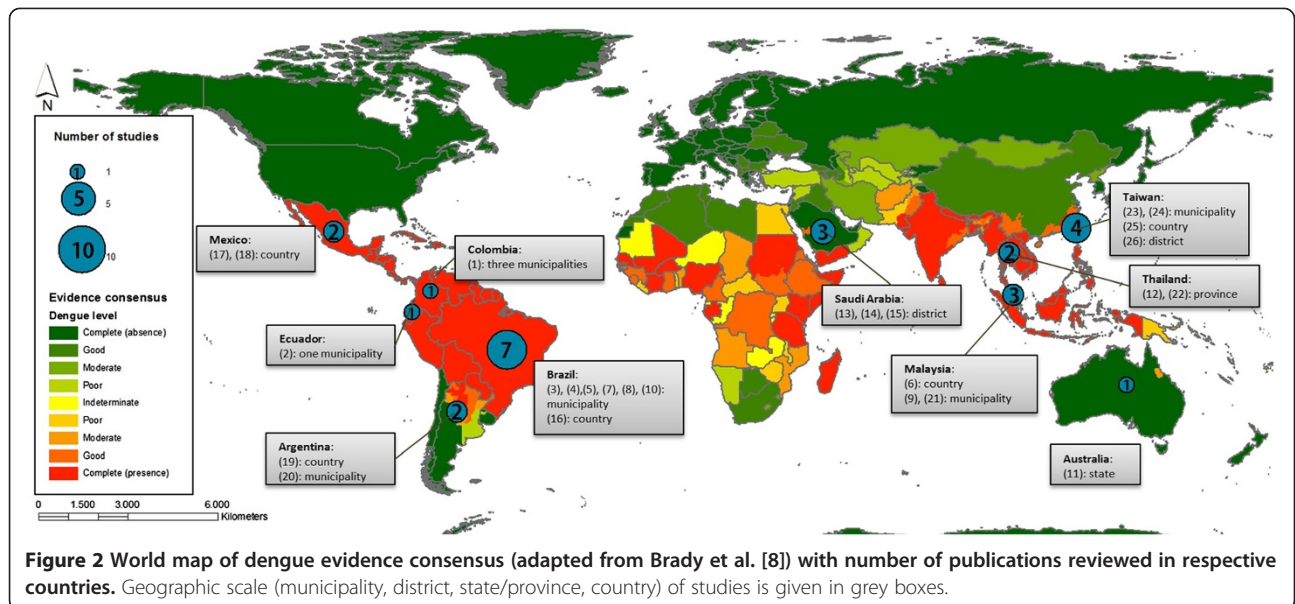 N
Number of studies
1 1
5 5
10 10
Evidence consensus
Dengue level
Complete (absence)
Good
Moderate
Poor
Indeterminate
Poor
Moderate
Good
Complete (presence)
0 1.500 3.000 6.000
Kilometers
Mexico:
(17), (18): country
2
Colombia:
(1): three municipalities
1
Ecuador:
(2): one municipality
1
Brazil:
(3), (4),(5), (7), (8), (10):
municipality
(16): country
7
Argentina:
(19): country
(20): municipality
2
Saudi Arabia:
(13), (14), (15): district
3
Taiwan:
(23), (24): municipality
(25): country
(26): district
4
Thailand:
(12), (22): province
2
Malaysia:
(6): country
(9), (21): municipality
3
Australia:
(11): state
1
Figure 2 World map of dengue evidence consensus (adapted from Brady et al. [8]) with number of publications reviewed in respective
countries. Geographic scale (municipality, district, state/province, country) of studies is given in grey boxes.